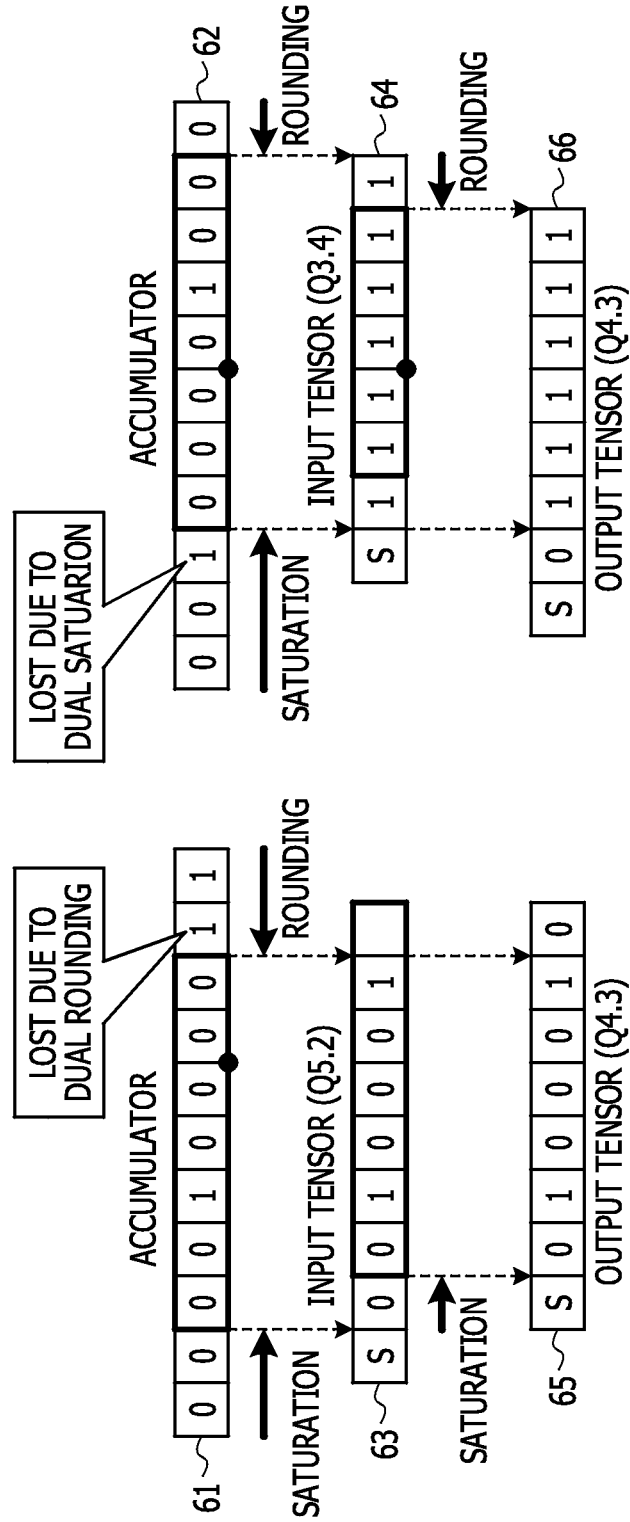 LOST DUE TO
DUAL ROUNDING
ACCUMULATOR
61
0 0 0 0 1 0 0 0 0 1 1
SATURATION
ROUNDING
INPUT TENSOR (Q5.2)
63
S 0 0 1 0 0 0 1
SATURATION
65
S 0 1 0 0 0 1 0
OUTPUT TENSOR (Q4.3)
LOST DUE TO
DUAL SATUARION
ACCUMULATOR
0 0 1 0 0 0 0 1 0 0 0
62
SATURATION
ROUNDING
INPUT TENSOR (Q3.4)
S 1 1 1 1 1 1 1
64
ROUNDING
S 0 1 1 1 1 1 1
66
OUTPUT TENSOR (Q4.3)